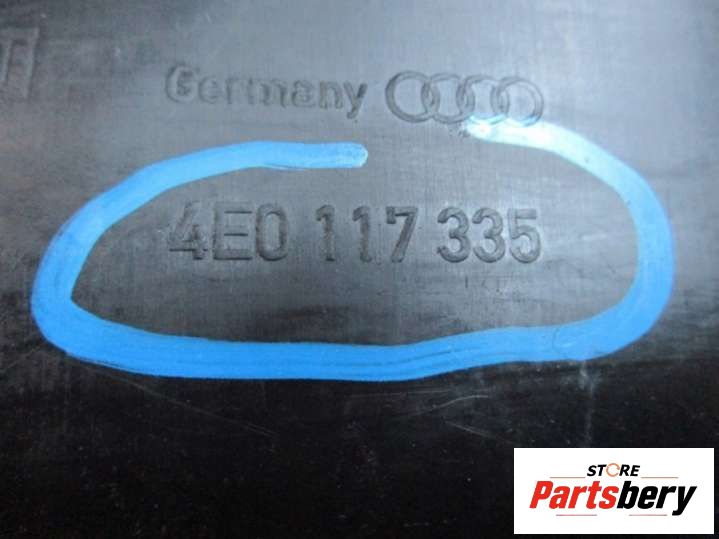 Germany
4E0 117 335
STORE
Partsbery